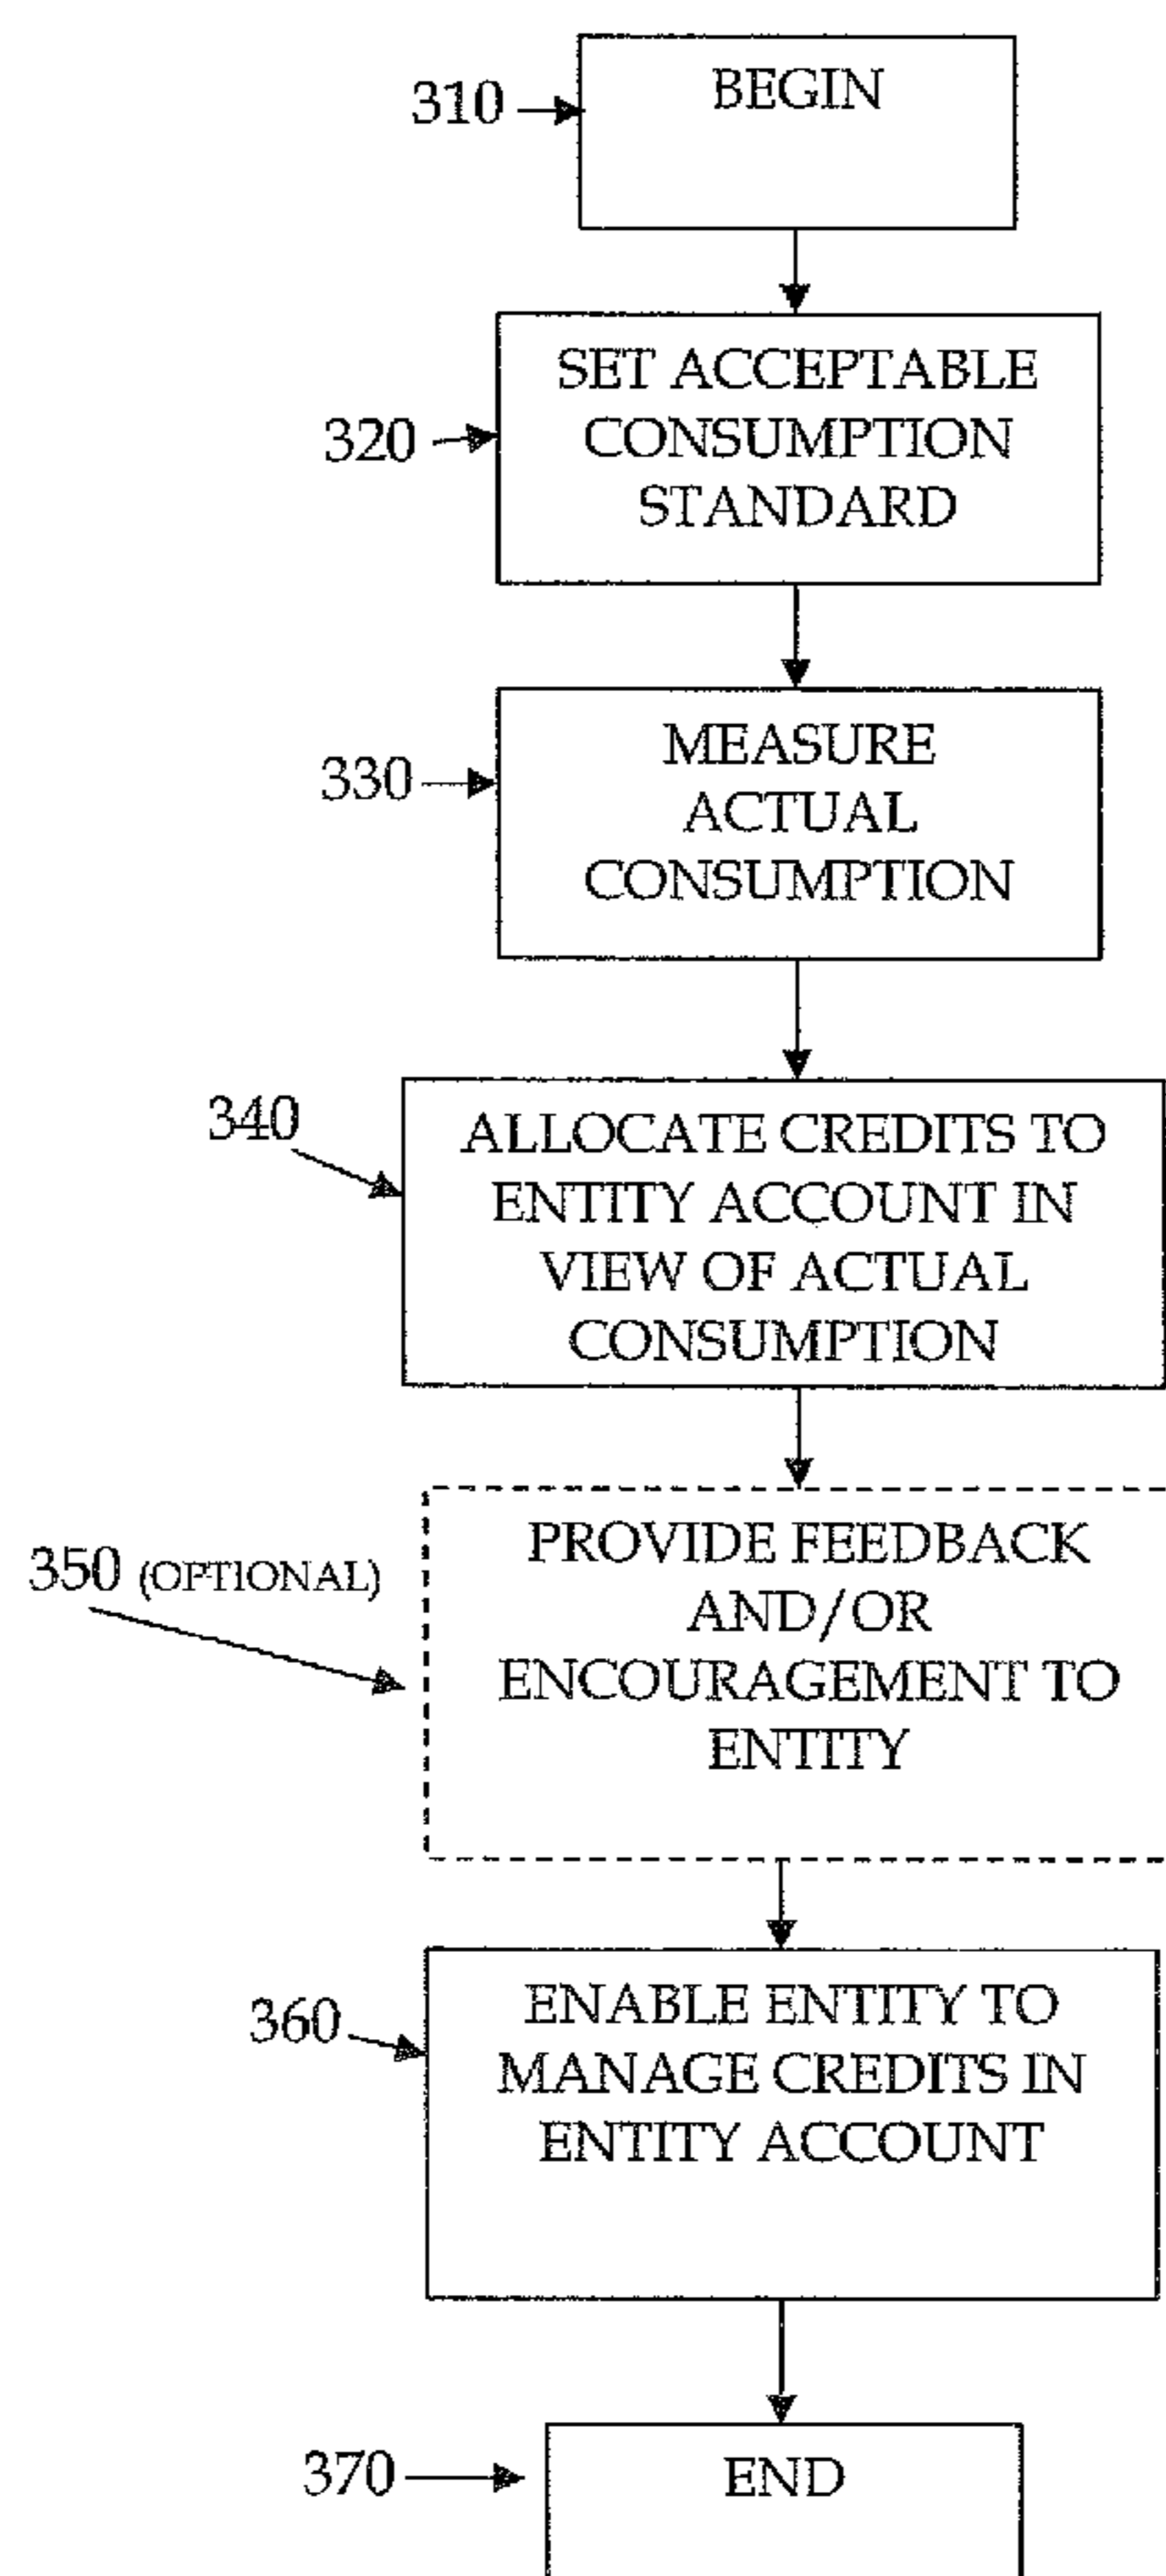 310
BEGIN
320
SET ACCEPTABLE
CONSUMPTION
STANDARD
330
MEASURE
ACTUAL
CONSUMPTION
340
ALLOCATE CREDITS TO
ENTITY ACCOUNT IN
VIEW OF ACTUAL
CONSUMPTION
350 (OPTIONAL)
PROVIDE FEEDBACK
AND/OR
ENCOURAGEMENT TO
ENTITY
360
ENABLE ENTITY TO
MANAGE CREDITS IN
ENTITY ACCOUNT
370
END